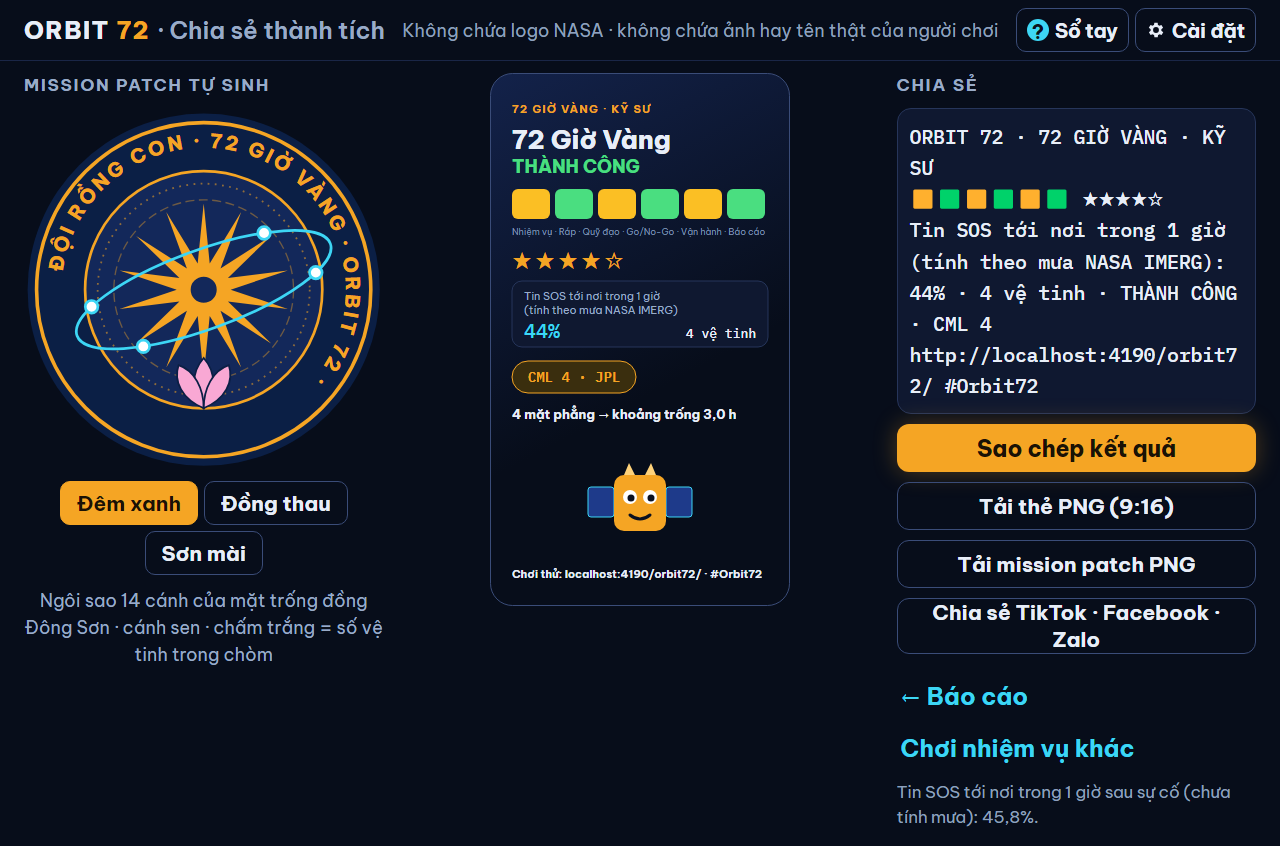 ORBIT 72 · Chia sẻ thành tích
Không chứa logo NASA · không chứa ảnh hay tên thật của người chơi
? Sổ tay
Cài đặt
MISSION PATCH TỰ SINH
ĐỘI RỒNG CON · 72 GIỜ VÀNG · ORBIT 72 ·
Đêm xanh
Đồng thau
Sơn mài
Ngôi sao 14 cánh của mặt trống đồng
Đông Sơn · cánh sen · chấm trắng = số vệ
tinh trong chòm
72 GIỜ VÀNG · KỸ SƯ
72 Giờ Vàng
THÀNH CÔNG
Nhiệm vụ · Ráp · Quỹ đạo · Go/No-Go · Vận hành · Báo cáo
★★★★☆
Tin SOS tới nơi trong 1 giờ
(tính theo mưa NASA IMERG)
44%
4 vệ tinh
CML 4 · JPL
4 mặt phẳng → khoảng trống 3,0 h
Chơi thử: localhost:4190/orbit72/ · #Orbit72
CHIA SẺ
ORBIT 72 · 72 GIỜ VÀNG · KỸ
SƯ
🟧🟩🟧🟩🟧🟩 ★★★★☆
Tin SOS tới nơi trong 1 giờ
(tính theo mưa NASA IMERG):
44% · 4 vệ tinh · THÀNH CÔNG
· CML 4
http://localhost:4190/orbit7
2/ #Orbit72
Sao chép kết quả
Tải thẻ PNG (9:16)
Tải mission patch PNG
Chia sẻ TikTok · Facebook ·
Zalo
← Báo cáo
Chơi nhiệm vụ khác
Tin SOS tới nơi trong 1 giờ sau sự cố (chưa
tính mưa): 45,8%.